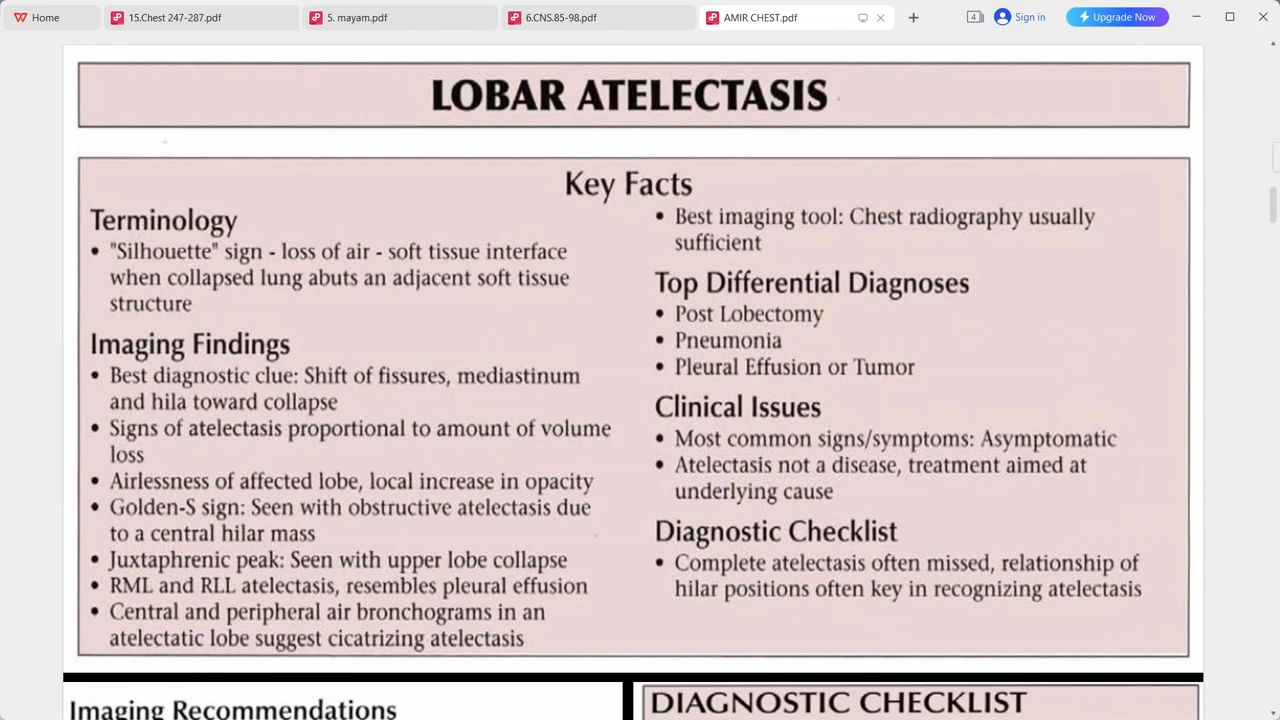 Home
15.Chest 247-287.pdf
5. mayam.pdf
6.CNS.85-98.pdf
AMIR CHEST.pdf
Sign in
Upgrade Now
LOBAR ATELECTASIS
Key Facts
Terminology
• "Silhouette" sign - loss of air - soft tissue interface
when collapsed lung abuts an adjacent soft tissue
structure
Imaging Findings
• Best diagnostic clue: Shift of fissures, mediastinum
and hila toward collapse
• Signs of atelectasis proportional to amount of volume
loss
• Airlessness of affected lobe, local increase in opacity
• Golden-S sign: Seen with obstructive atelectasis due
to a central hilar mass
• Juxtaphrenic peak: Seen with upper lobe collapse
• RML and RLL atelectasis, resembles pleural effusion
• Central and peripheral air bronchograms in an
atelectatic lobe suggest cicatrizing atelectasis
• Best imaging tool: Chest radiography usually
sufficient
Top Differential Diagnoses
• Post Lobectomy
• Pneumonia
• Pleural Effusion or Tumor
Clinical Issues
• Most common signs/symptoms: Asymptomatic
• Atelectasis not a disease, treatment aimed at
underlying cause
Diagnostic Checklist
• Complete atelectasis often missed, relationship of
hilar positions often key in recognizing atelectasis
Imaging Recommendations
DIAGNOSTIC CHECKLIST